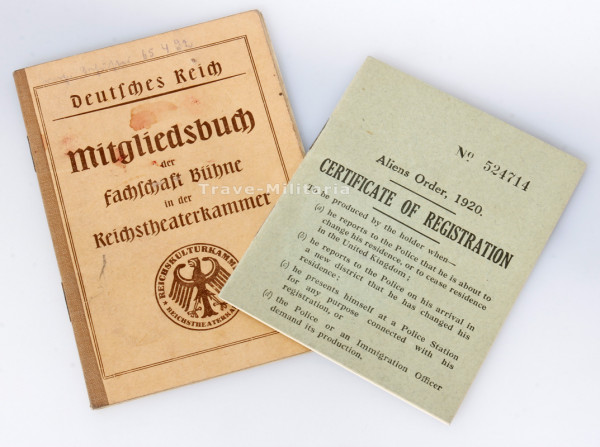 Deutsches Reich
Mitgliedsbuch
der
Fachschaft Bühne
in der
Reichstheaterkammer
REICHSKULTURKAMMER
REICHSTHEATERKAMMER
Trave-Militaria
Nº 524714
Aliens Order, 1920.
CERTIFICATE OF REGISTRATION
To be produced by the holder when—
(a) he reports to the Police that he is about to
change his residence, or to cease residence
in the United Kingdom;
(b) he reports to the Police on his arrival in
a new district that he has changed his
residence;
(c) he presents himself at a Police Station
for any purpose connected with his
registration, or
(d) the Police or an Immigration Officer
demand its production.